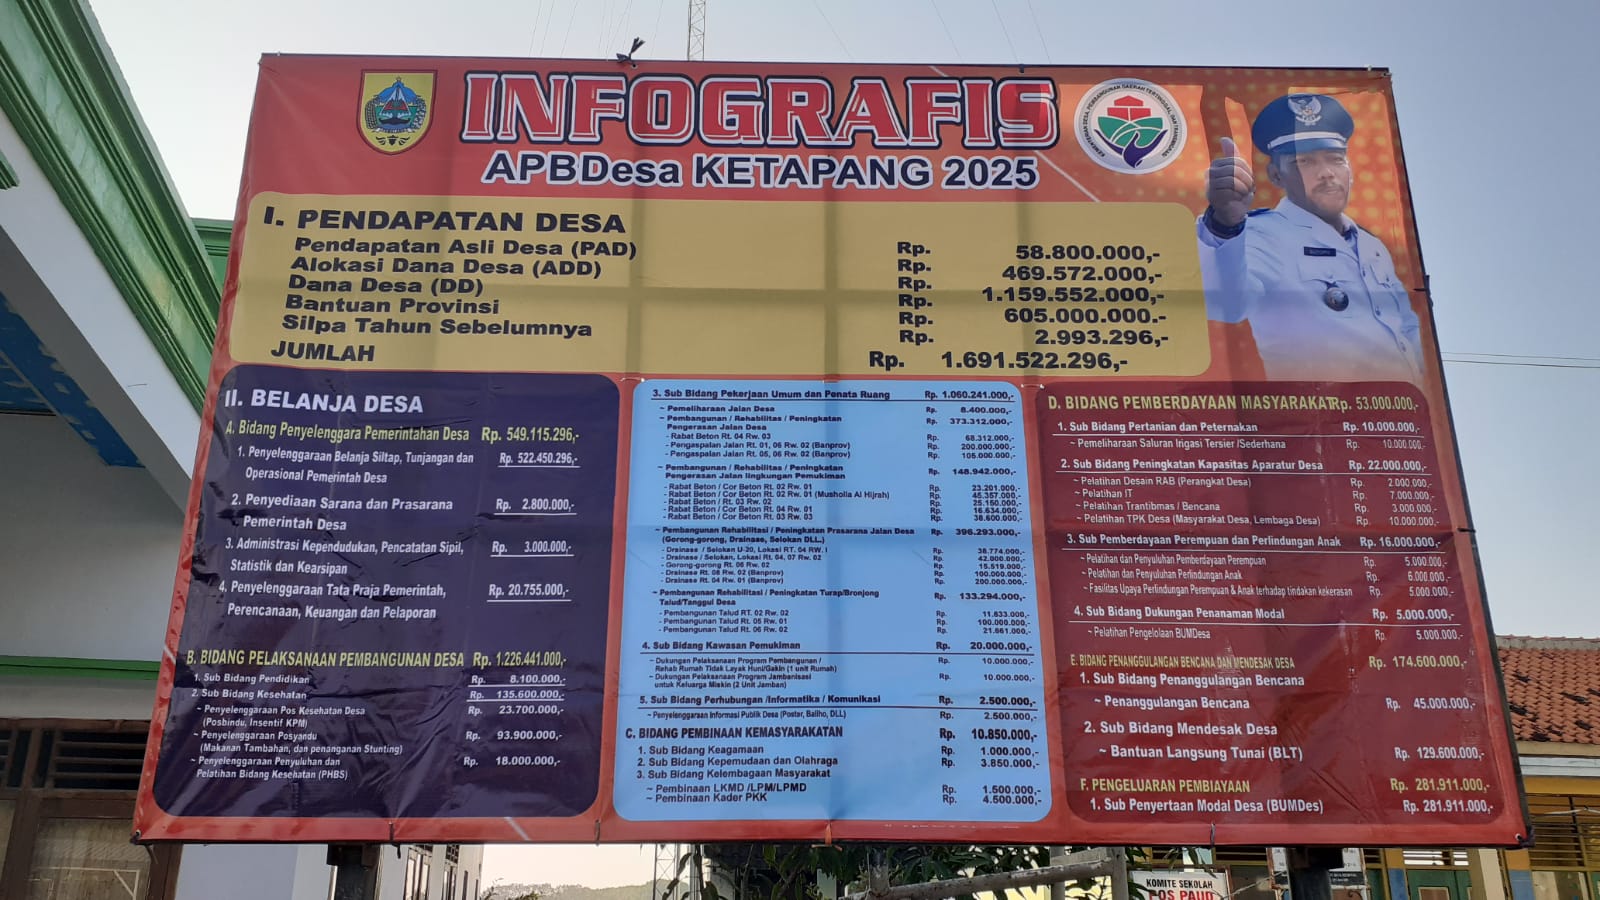 INFOGRAFIS
APBDesa KETAPANG 2025
KEMENTERIAN DESA, PEMBANGUNAN DAERAH TERTINGGAL, DAN TRANSMIGRASI
I. PENDAPATAN DESA
Pendapatan Asli Desa (PAD) Rp. 58.800.000,-
Alokasi Dana Desa (ADD) Rp. 469.572.000,-
Dana Desa (DD) Rp. 1.159.552.000,-
Bantuan Provinsi Rp. 605.000.000.-
Silpa Tahun Sebelumnya Rp. 2.993.296,-
JUMLAH Rp. 1.691.522.296,-
II. BELANJA DESA
A. Bidang Penyelenggara Pemerintahan Desa Rp. 549.115.296,-
1. Penyelenggaraan Belanja Siltap, Tunjangan dan Rp. 522.450.296,-
Operasional Pemerintah Desa
2. Penyediaan Sarana dan Prasarana Rp. 2.800.000,-
Pemerintah Desa
3. Administrasi Kependudukan, Pencatatan Sipil, Rp. 3.000.000,-
Statistik dan Kearsipan
4. Penyelenggaraan Tata Praja Pemerintah, Rp. 20.755.000,-
Perencanaan, Keuangan dan Pelaporan
B. BIDANG PELAKSANAAN PEMBANGUNAN DESA Rp. 1.226.441.000,-
1. Sub Bidang Pendidikan Rp. 8.100.000,-
2. Sub Bidang Kesehatan Rp. 135.600.000,-
~ Penyelenggaraan Pos Kesehatan Desa Rp. 23.700.000,-
(Posbindu, Insentif KPM)
~ Penyelenggaraan Posyandu Rp. 93.900.000,-
(Makanan Tambahan, dan penanganan Stunting)
~ Penyelenggaraan Penyuluhan dan Rp. 18.000.000,-
Pelatihan Bidang Kesehatan (PHBS)
3. Sub Bidang Pekerjaan Umum dan Penata Ruang Rp. 1.060.241.000,-
~ Pemeliharaan Jalan Desa Rp. 8.400.000,-
~ Pembangunan / Rehabilitas / Peningkatan Rp. 373.312.000,-
Pengerasan Jalan Desa
- Rabat Beton Rt. 04 Rw. 03 Rp. 68.312.000,-
- Pengaspalan Jalan Rt. 01, 06 Rw. 02 (Banprov) Rp. 200.000.000,-
- Pengaspalan Jalan Rt. 05, 06 Rw. 02 (Banprov) Rp. 105.000.000,-
~ Pembangunan / Rehabilitas / Peningkatan Rp. 148.942.000,-
Pengerasan Jalan lingkungan Pemukiman
- Rabat Beton / Cor Beton Rt. 02 Rw. 01 Rp. 23.201.000,-
- Rabat Beton / Cor Beton Rt. 02 Rw. 01 (Musholla Al Hijrah) Rp. 45.357.000,-
- Rabat Beton / Rt. 03 Rw. 02 Rp. 25.150.000,-
- Rabat Beton / Cor Beton Rt. 04 Rw. 01 Rp. 16.634.000,-
- Rabat Beton / Cor Beton Rt. 03 Rw. 03 Rp. 38.600.000,-
~ Pembangunan Rehabilitasi / Peningkatan Prasarana Jalan Desa Rp. 396.293.000,-
(Gorong-gorong, Drainase, Selokan DLL.)
- Drainase / Selokan U-20, Lokasi RT. 04 RW. I Rp. 38.774.000,-
- Drainase / Selokan, Lokasi Rt. 04, 07 Rw. 02 Rp. 42.000.000,-
- Gorong-gorong Rt. 06 Rw. 02 Rp. 15.519.000,-
- Drainase Rt. 08 Rw. 02 (Banprov) Rp. 100.000.000,-
- Drainase Rt. 04 Rw. 01 (Banprov) Rp. 200.000.000,-
~ Pembangunan Rehabilitasi / Peningkatan Turap/Bronjong Rp. 133.294.000,-
Talud/Tanggul Desa
- Pembangunan Talud RT. 02 Rw. 02 Rp. 11.633.000,-
- Pembangunan Talud Rt. 05 Rw. 01 Rp. 100.000.000,-
- Pembangunan Talud Rt. 06 Rw. 02 Rp. 21.661.000,-
4. Sub Bidang Kawasan Pemukiman Rp. 20.000.000,-
~ Dukungan Pelaksanaan Program Pembangunan / Rp. 10.000.000,-
Rehab Rumah Tidak Layak Huni/Gakin (1 unit Rumah)
~ Dukungan Pelaksanaan Program Jambanisasi Rp. 10.000.000,-
untuk Keluarga Miskin (2 Unit Jamban)
5. Sub Bidang Perhubungan /Informatika / Komunikasi Rp. 2.500.000,-
~ Penyelenggaraan Informasi Publik Desa (Poster, Baliho, DLL) Rp. 2.500.000,-
C. BIDANG PEMBINAAN KEMASYARAKATAN Rp. 10.850.000,-
1. Sub Bidang Keagamaan Rp. 1.000.000,-
2. Sub Bidang Kepemudaan dan Olahraga Rp. 3.850.000,-
3. Sub Bidang Kelembagaan Masyarakat
~ Pembinaan LKMD /LPM/LPMD Rp. 1.500.000,-
~ Pembinaan Kader PKK Rp. 4.500.000,-
D. BIDANG PEMBERDAYAAN MASYARAKAT Rp. 53.000.000,-
1. Sub Bidang Pertanian dan Peternakan Rp. 10.000.000,-
~ Pemeliharaan Saluran Irigasi Tersier /Sederhana Rp. 10.000.000,-
2. Sub Bidang Peningkatan Kapasitas Aparatur Desa Rp. 22.000.000,-
~ Pelatihan Desain RAB (Perangkat Desa) Rp. 2.000.000,-
~ Pelatihan IT Rp. 7.000.000,-
~ Pelatihan Trantibmas / Bencana Rp. 3.000.000,-
~ Pelatihan TPK Desa (Masyarakat Desa, Lembaga Desa) Rp. 10.000.000,-
3. Sub Pemberdayaan Perempuan dan Perlindungan Anak Rp. 16.000.000,-
~ Pelatihan dan Penyuluhan Pemberdayaan Perempuan Rp. 5.000.000,-
~ Pelatihan dan Penyuluhan Perlindungan Anak Rp. 6.000.000,-
~ Fasilitas Upaya Perlindungan Perempuan & Anak terhadap tindakan kekerasan Rp. 5.000.000,-
4. Sub Bidang Dukungan Penanaman Modal Rp. 5.000.000,-
~ Pelatihan Pengelolaan BUMDesa Rp. 5.000.000,-
E. BIDANG PENANGGULANGAN BENCANA DAN MENDESAK DESA Rp. 174.600.000,-
1. Sub Bidang Penanggulangan Bencana
~ Penanggulangan Bencana Rp. 45.000.000,-
2. Sub Bidang Mendesak Desa
~ Bantuan Langsung Tunai (BLT) Rp. 129.600.000,-
F. PENGELUARAN PEMBIAYAAN Rp. 281.911.000,-
1. Sub Penyertaan Modal Desa (BUMDes) Rp. 281.911.000,-
KOMITE SEKOLAH
POS PAUD